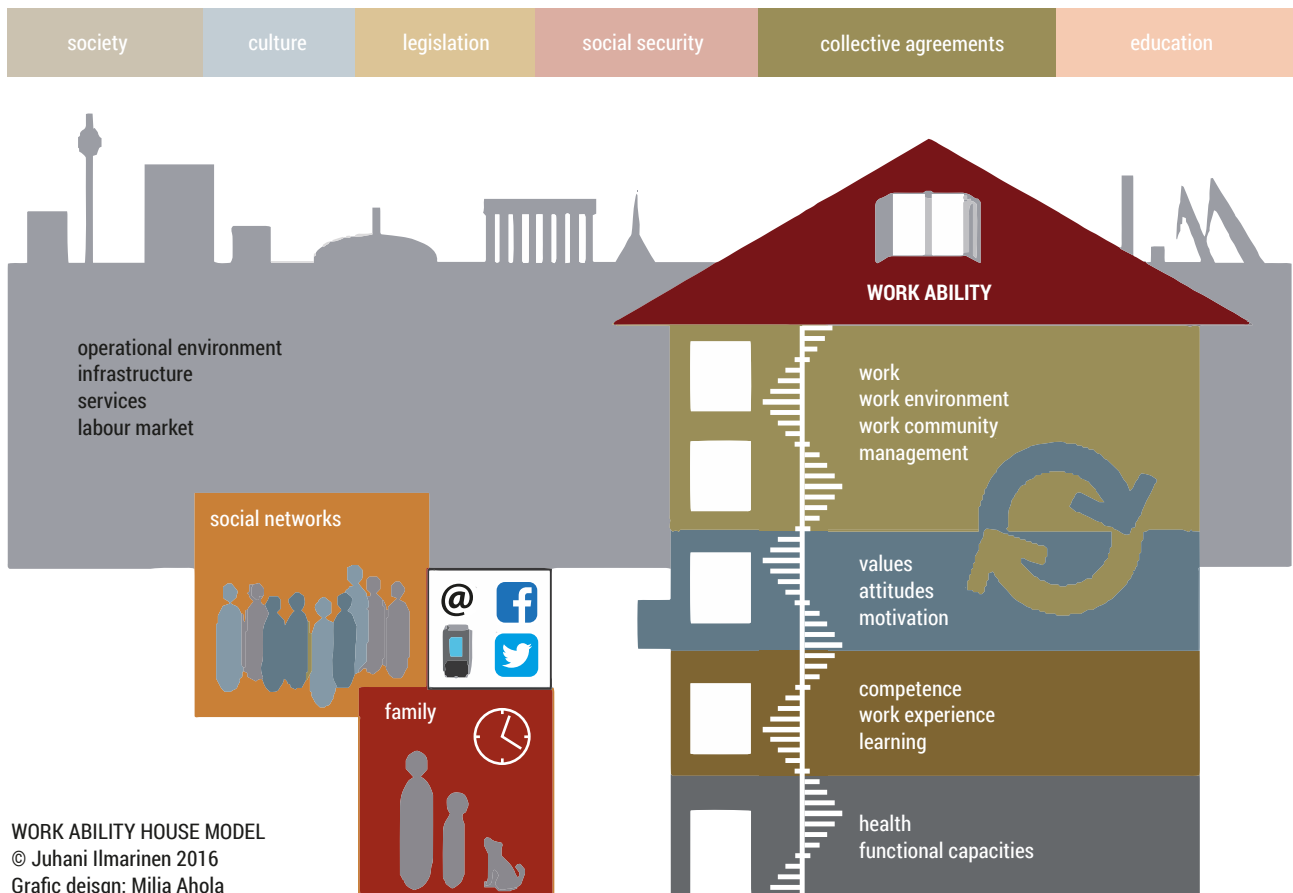 society culture legislation social security collective agreements education
WORK ABILITY
operational environment
infrastructure
services
labour market
work
work environment
work community
management
social networks
@
values
attitudes
motivation
family
competence
work experience
learning
health
functional capacities
WORK ABILITY HOUSE MODEL
© Juhani Ilmarinen 2016
Grafic deisgn: Milja Ahola